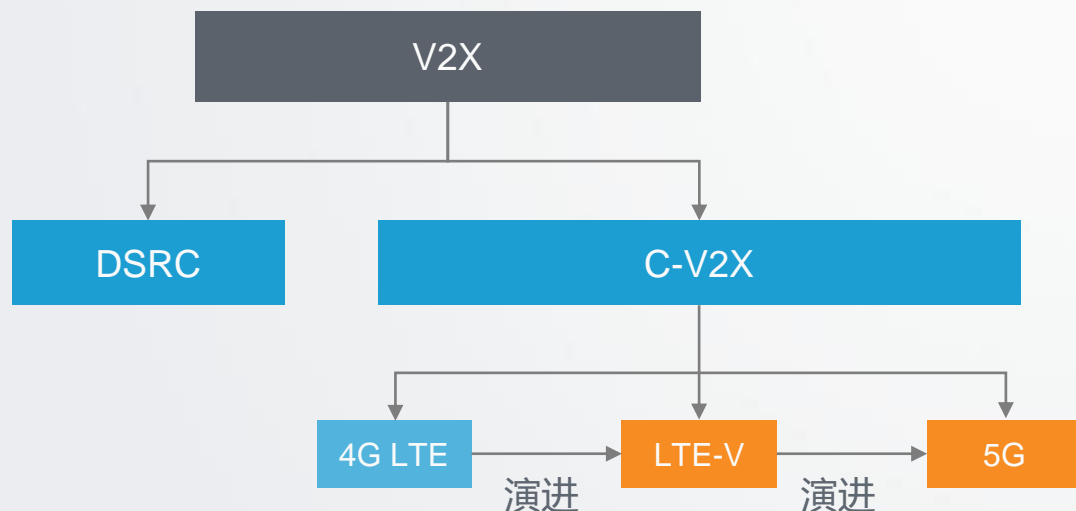 V2X
DSRC
C-V2X
4G LTE
LTE-V
5G
演进
演进